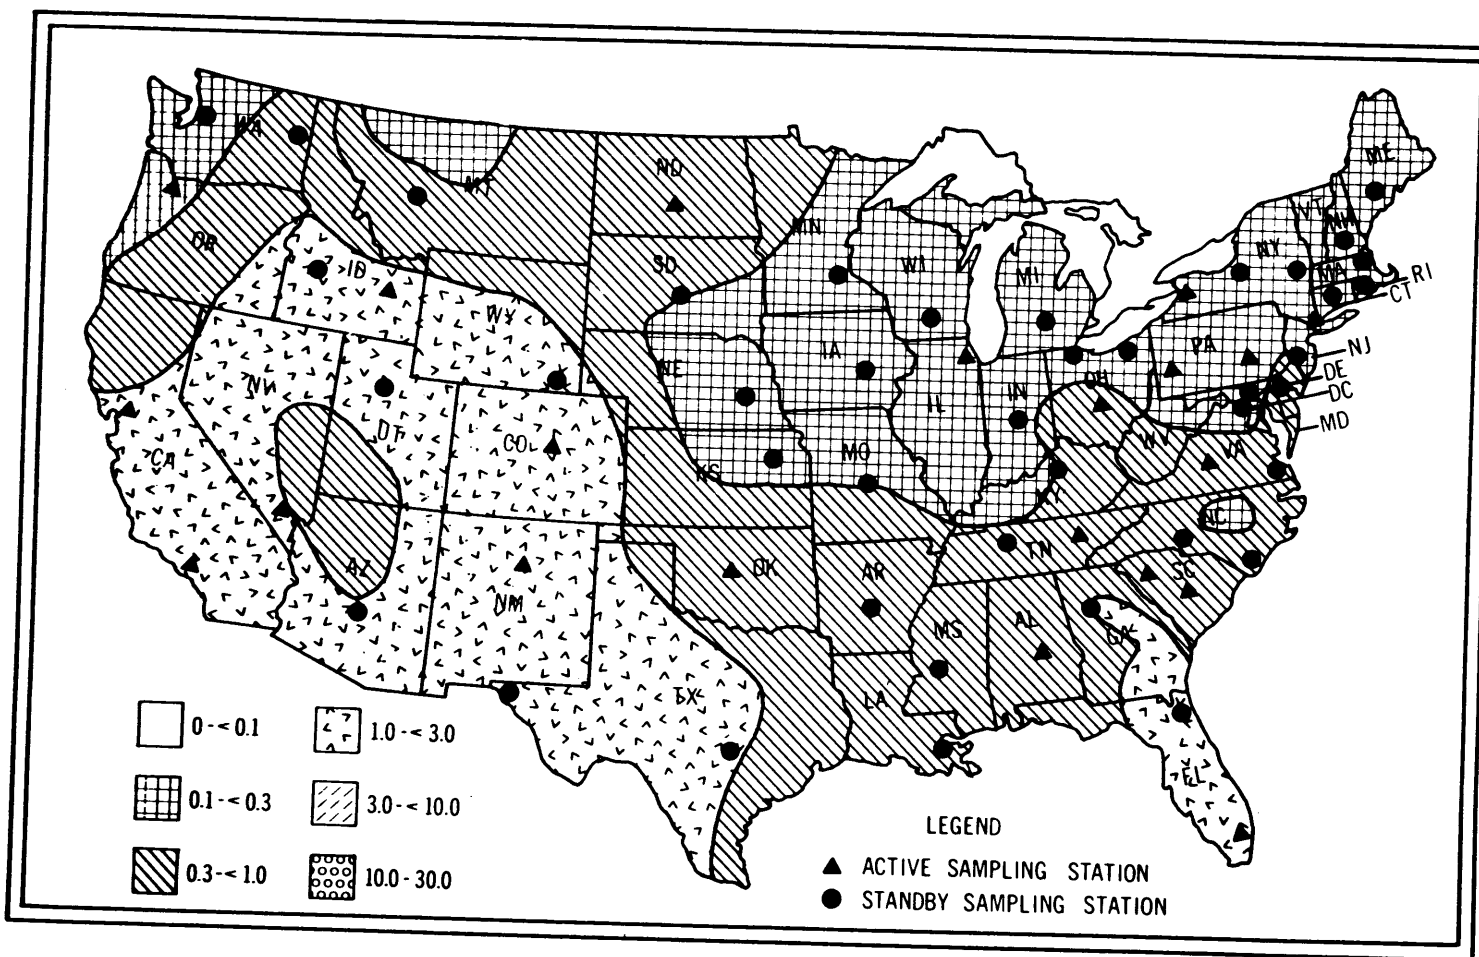 WA
MT
ND
MN
ME
VT
NH
NY
MA
RI
CT
OR
ID
SD
WI
MI
WY
IA
PA
NJ
NE
OH
DE
NV
IL
IN
DC
UT
CO
MO
WV
VA
MD
CA
KS
KY
NC
AZ
NM
OK
AR
TN
SC
MS
AL
GA
TX
LA
FL
0-<0.1
1.0-<3.0
0.1-<0.3
3.0-<10.0
0.3-<1.0
10.0-30.0
LEGEND
ACTIVE SAMPLING STATION
STANDBY SAMPLING STATION